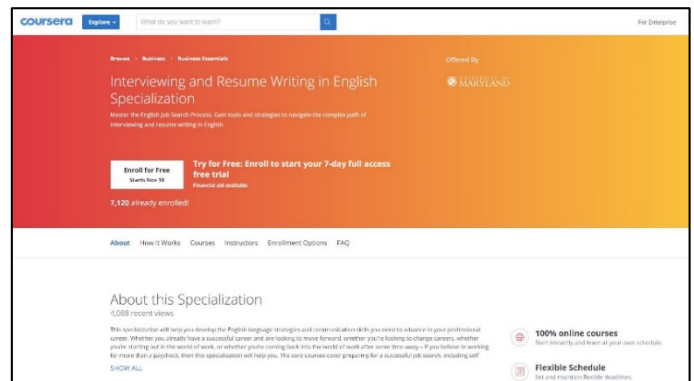 coursera Explore What do you want to learn? For Enterprise
Browse > Business > Business Essentials
Offered By
Interviewing and Resume Writing in English
Specialization
UNIVERSITY OF
MARYLAND
Master the English Job Search Process. Gain tools and strategies to navigate the complex path of
interviewing and resume writing in English
Enroll for Free
Starts Nov 18
Try for Free: Enroll to start your 7-day full access
free trial
Financial aid available
7,120 already enrolled!
About How It Works Courses Instructors Enrollment Options FAQ
About this Specialization
4,058 recent views
This specialization will help you develop the English language strategies and communication skills you need to advance in your professional
career. Whether you already have a successful career and are looking to move forward, whether you're looking to change careers, whether
you're starting out in the world of work, or whether you're coming back into the world of work after some time away – if you believe in working
for more than a paycheck, then this specialization will help you. The core courses cover preparing for a successful job search, including self
SHOW ALL
100% online courses
Start instantly and learn at your own schedule.
Flexible Schedule
Set and maintain flexible deadlines.